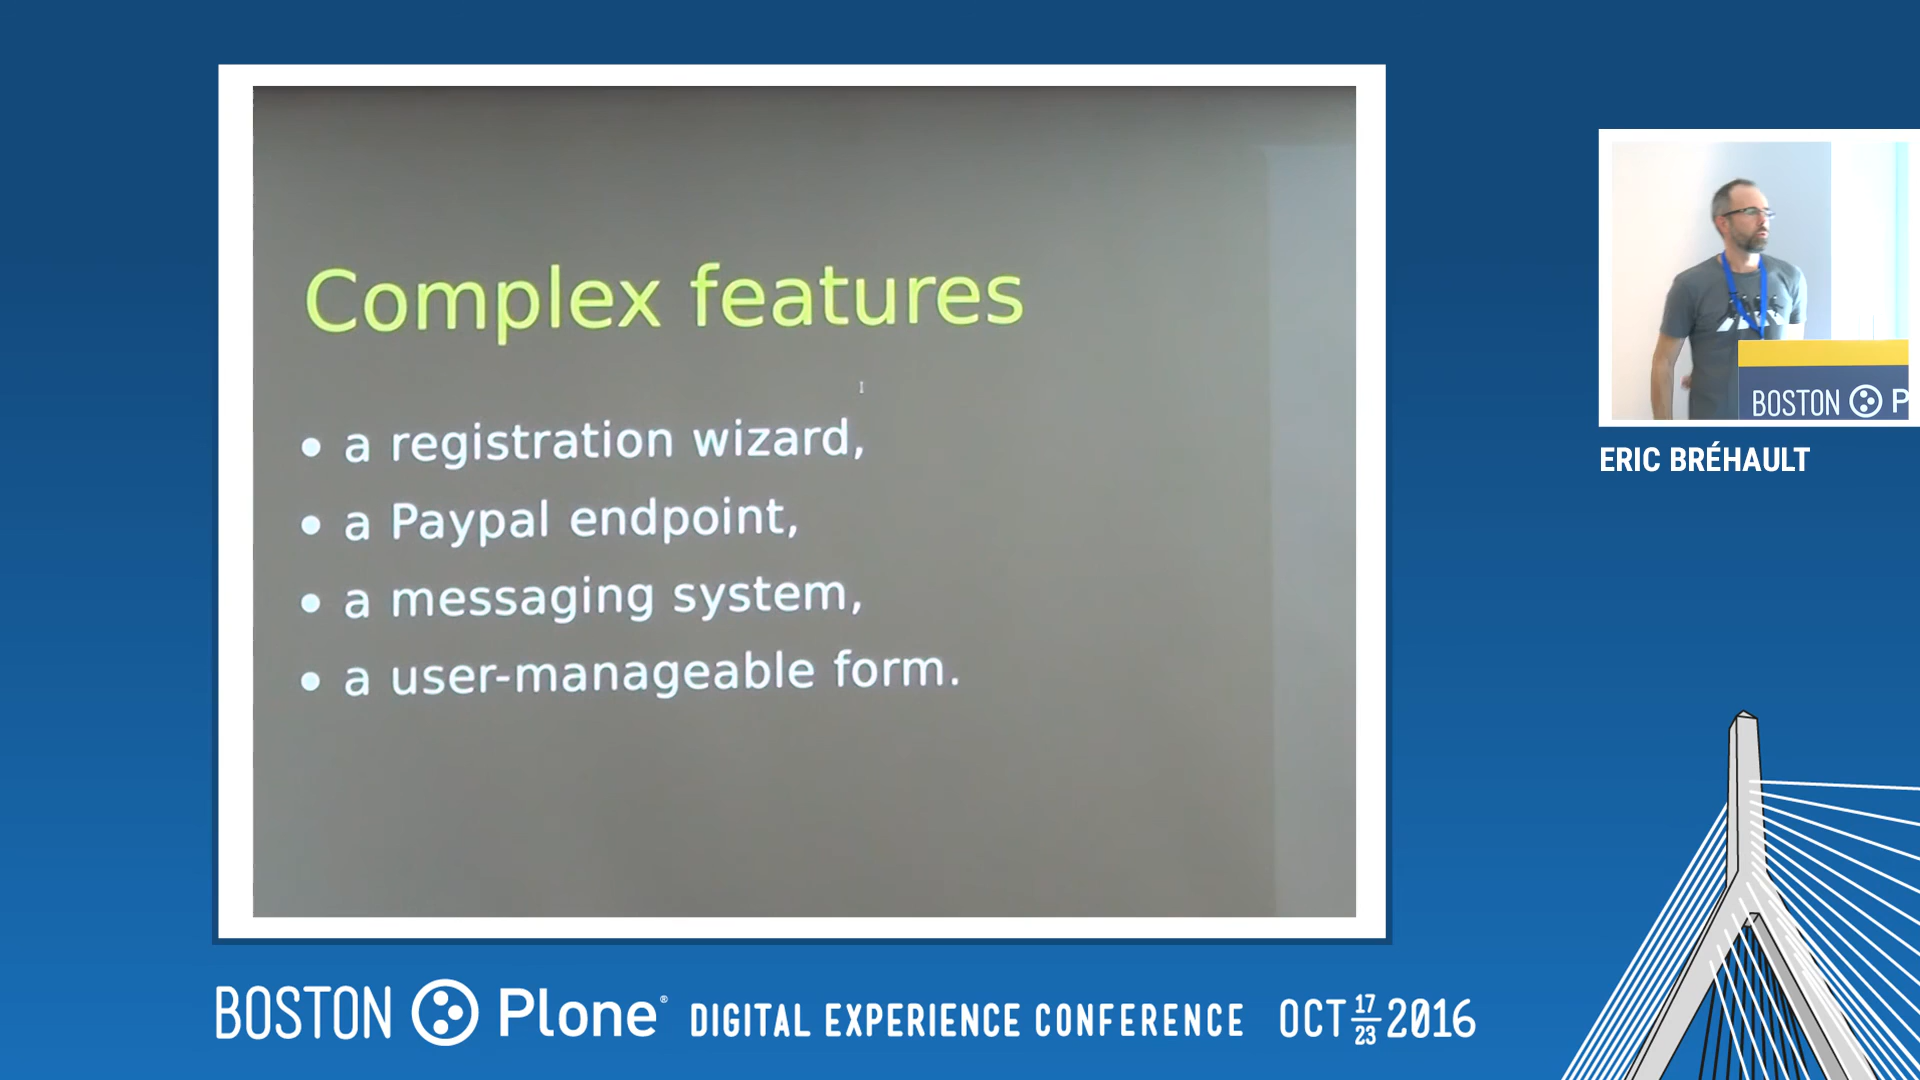 Complex features
• a registration wizard,
• a Paypal endpoint,
• a messaging system,
• a user-manageable form.
BOSTON P
ERIC BRÉHAULT
BOSTON Plone® DIGITAL EXPERIENCE CONFERENCE OCT 17 23 2016